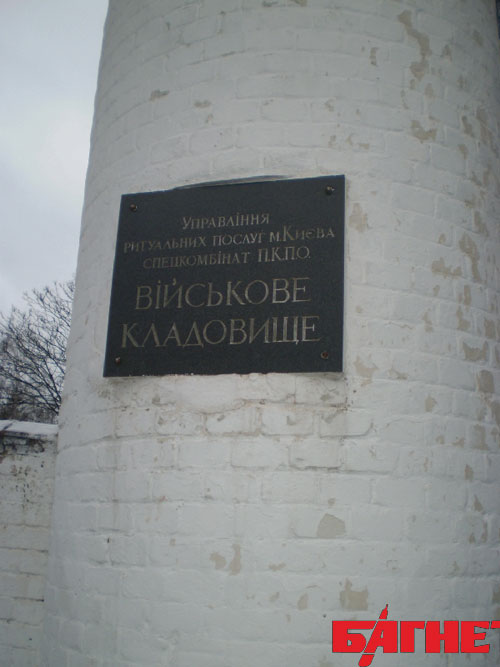 Управління
ритуальних послуг м Києва
спецкомбінат П.К.П.О.
Військове
кладовище
БАГНЕТ